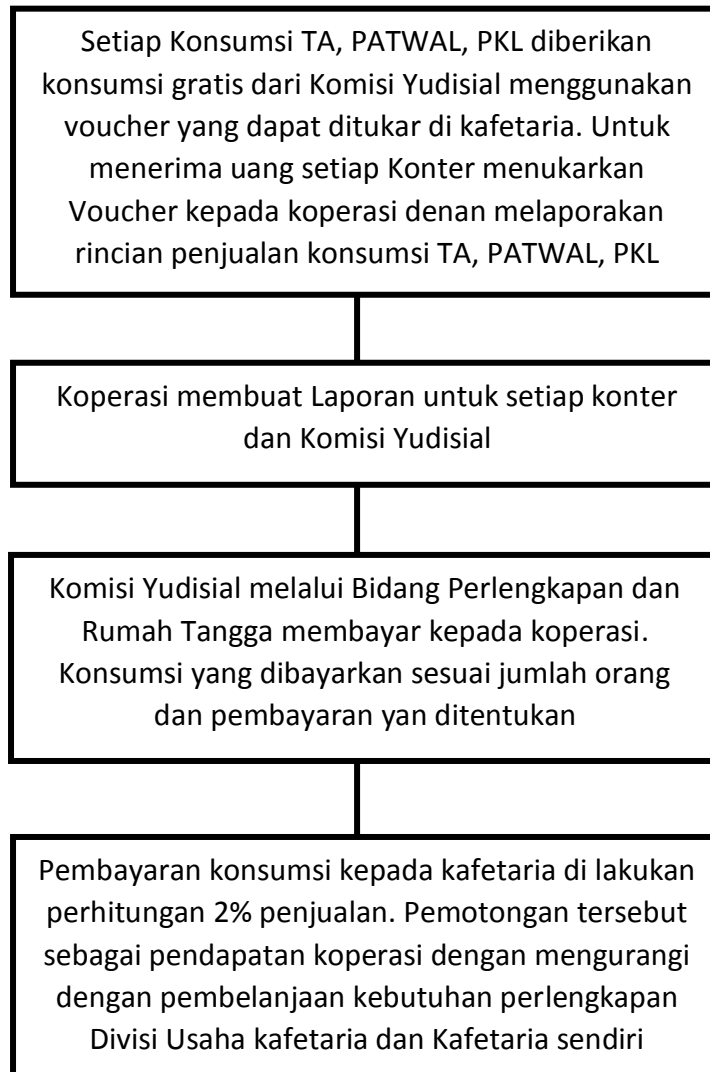 Setiap Konsumsi TA, PATWAL, PKL diberikan
konsumsi gratis dari Komisi Yudisial menggunakan
voucher yang dapat ditukar di kafetaria. Untuk
menerima uang setiap Konter menukarkan
Voucher kepada koperasi denan melaporakan
rincian penjualan konsumsi TA, PATWAL, PKL
Koperasi membuat Laporan untuk setiap konter
dan Komisi Yudisial
Komisi Yudisial melalui Bidang Perlengkapan dan
Rumah Tangga membayar kepada koperasi.
Konsumsi yang dibayarkan sesuai jumlah orang
dan pembayaran yan ditentukan
Pembayaran konsumsi kepada kafetaria di lakukan
perhitungan 2% penjualan. Pemotongan tersebut
sebagai pendapatan koperasi dengan mengurangi
dengan pembelanjaan kebutuhan perlengkapan
Divisi Usaha kafetaria dan Kafetaria sendiri